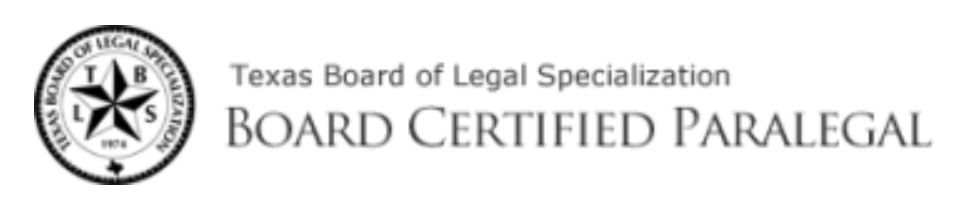 TEXAS BOARD OF LEGAL SPECIALIZATION
T B
L S
1974
Texas Board of Legal Specialization
BOARD CERTIFIED PARALEGAL